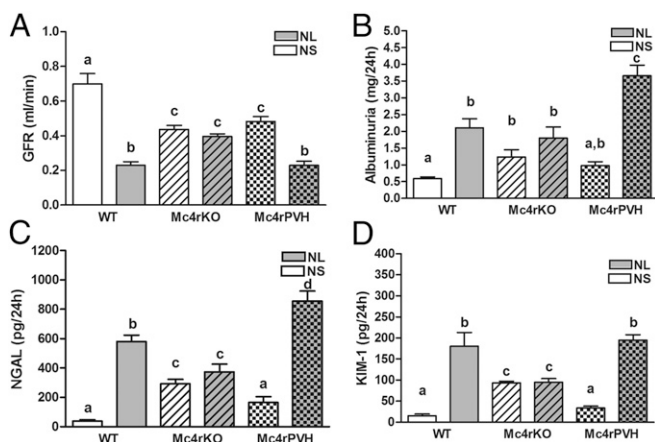 A
GFR (ml/min)
0.0
0.2
0.4
0.6
0.8
1.0
NL
NS
a
b
c
c
c
b
WT
Mc4rKO
Mc4rPVH
B
Albuminuria (mg/24h)
0.0
0.5
1.0
1.5
2.0
2.5
3.0
3.5
4.0
4.5
5.0
NL
NS
a
b
b
b
a,b
c
WT
Mc4rKO
Mc4rPVH
C
NGAL (pg/24h)
0
200
400
600
800
1000
1200
NL
NS
a
b
c
c
a
d
WT
Mc4rKO
Mc4rPVH
D
KIM-1 (pg/24h)
0
50
100
150
200
250
300
350
400
NL
NS
a
b
c
c
a
b
WT
Mc4rKO
Mc4rPVH